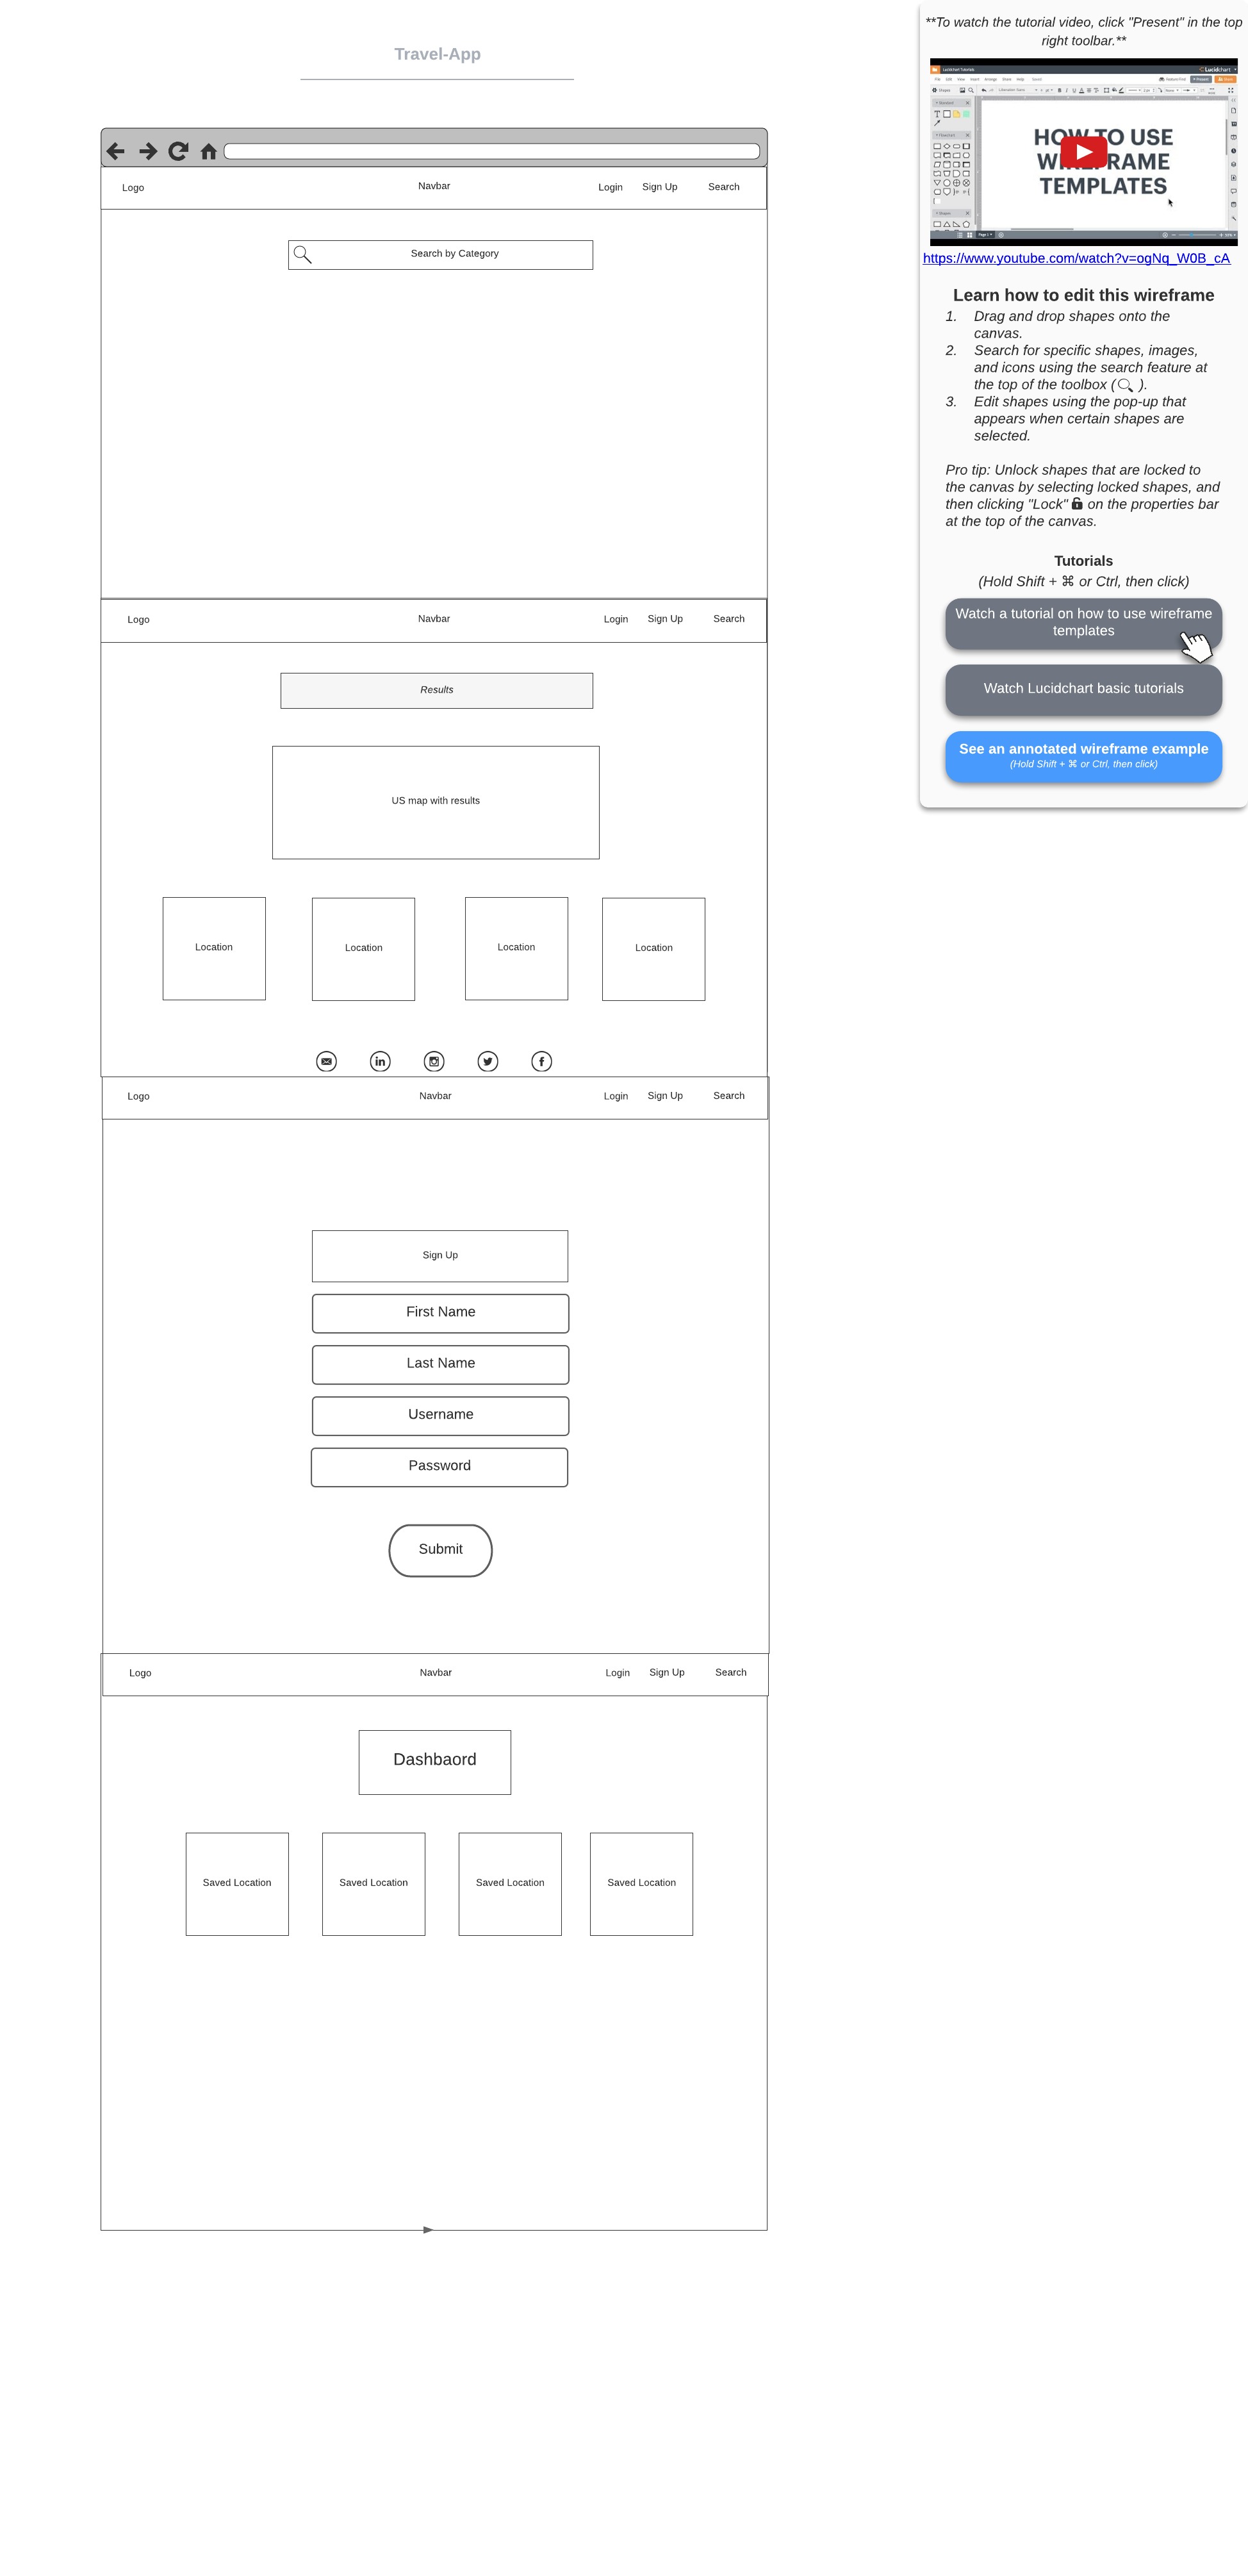 Travel-App
Logo
Navbar
Login
Sign Up
Search
Search by Category
Logo
Navbar
Login
Sign Up
Search
Results
US map with results
Location
Location
Location
Location
Logo
Navbar
Login
Sign Up
Search
Sign Up
First Name
Last Name
Username
Password
Submit
Logo
Navbar
Login
Sign Up
Search
Dashbaord
Saved Location
Saved Location
Saved Location
Saved Location
**To watch the tutorial video, click "Present" in the top
right toolbar.**
Lucidchart
HOW TO USE
WIREFRAME
TEMPLATES
https://www.youtube.com/watch?v=ogNq_W0B_cA
Learn how to edit this wireframe
1. Drag and drop shapes onto the
canvas.
2. Search for specific shapes, images,
and icons using the search feature at
the top of the toolbox ( ).
3. Edit shapes using the pop-up that
appears when certain shapes are
selected.
Pro tip: Unlock shapes that are locked to
the canvas by selecting locked shapes, and
then clicking "Lock" on the properties bar
at the top of the canvas.
Tutorials
(Hold Shift + ⌘ or Ctrl, then click)
Watch a tutorial on how to use wireframe
templates
Watch Lucidchart basic tutorials
See an annotated wireframe example
(Hold Shift + ⌘ or Ctrl, then click)